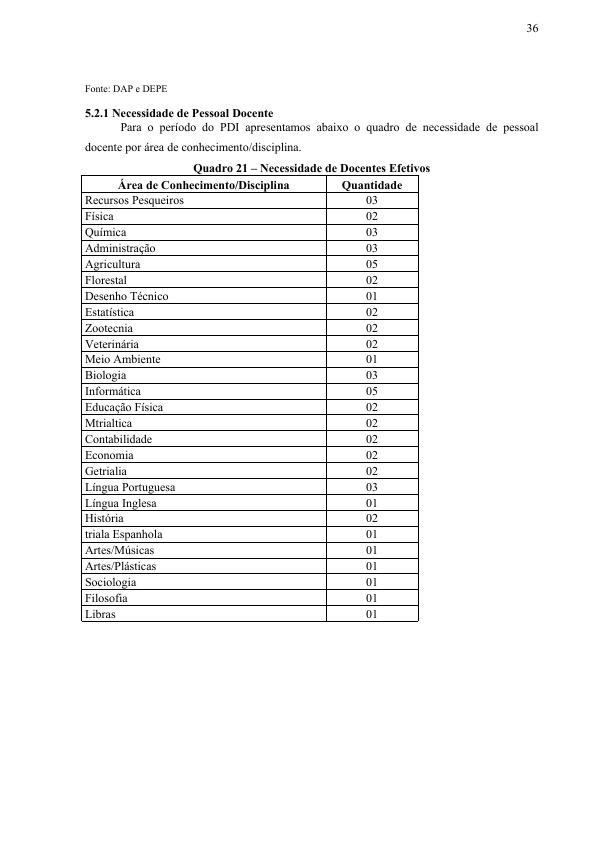 36
Fonte: DAP e DEPE
5.2.1 Necessidade de Pessoal Docente
Para o período do PDI apresentamos abaixo o quadro de necessidade de pessoal
docente por área de conhecimento/disciplina.
Quadro 21 – Necessidade de Docentes Efetivos
Área de Conhecimento/Disciplina Quantidade
Recursos Pesqueiros 03
Física 02
Química 03
Administração 03
Agricultura 05
Florestal 02
Desenho Técnico 01
Estatística 02
Zootecnia 02
Veterinária 02
Meio Ambiente 01
Biologia 03
Informática 05
Educação Física 02
Mtrialtica 02
Contabilidade 02
Economia 02
Getrialia 02
Língua Portuguesa 03
Língua Inglesa 01
História 02
triala Espanhola 01
Artes/Músicas 01
Artes/Plásticas 01
Sociologia 01
Filosofia 01
Libras 01